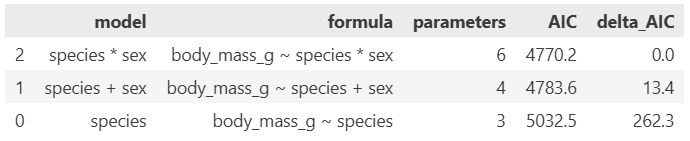 model formula parameters AIC delta_AIC
2 species * sex body_mass_g ~ species * sex 6 4770.2 0.0
1 species + sex body_mass_g ~ species + sex 4 4783.6 13.4
0 species body_mass_g ~ species 3 5032.5 262.3